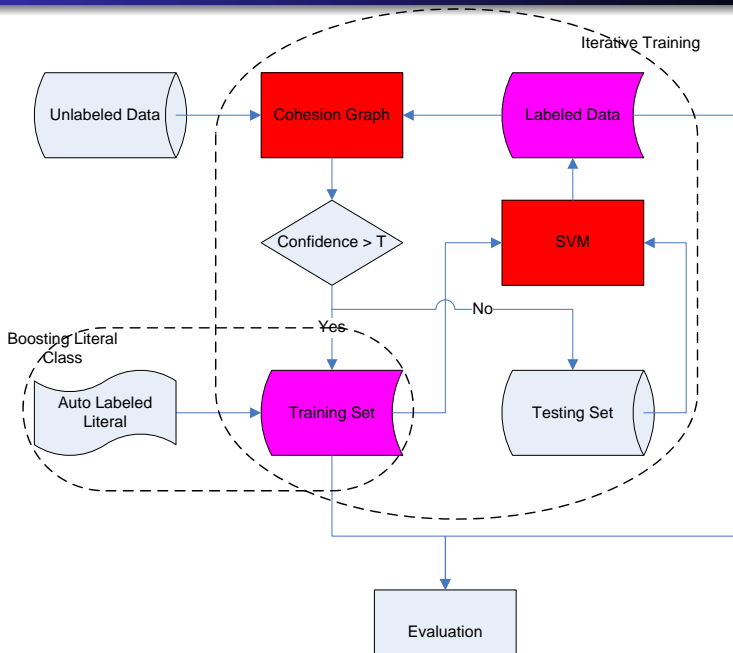 Iterative Training
Unlabeled Data
Cohesion Graph
Labeled Data
Confidence > T
SVM
No
Yes
Boosting Literal
Class
Auto Labeled
Literal
Training Set
Testing Set
Evaluation